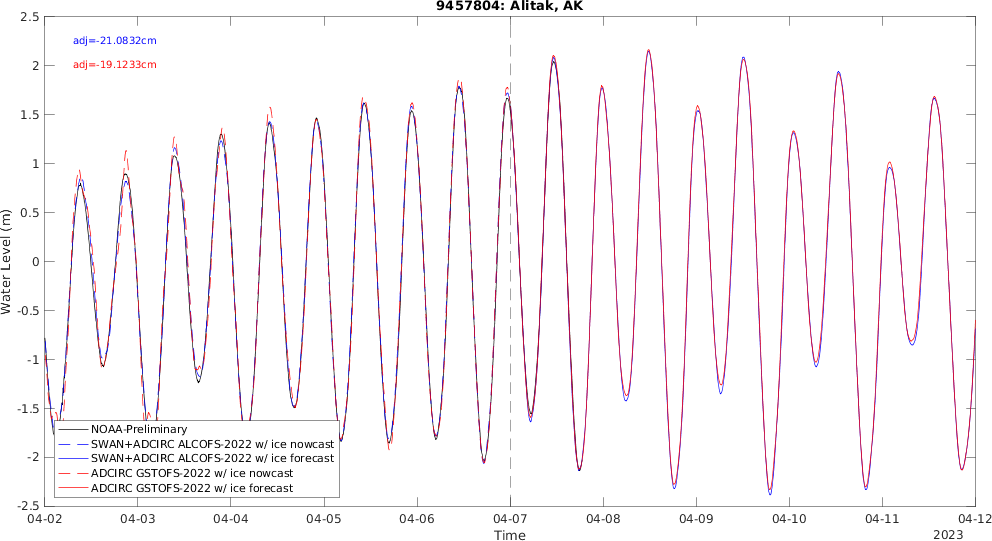 9457804: Alitak, AK
adj=-21.0832cm
adj=-19.1233cm
2.5
2
1.5
1
0.5
0
-0.5
-1
-1.5
-2
-2.5
Water Level (m)
NOAA-Preliminary
SWAN+ADCIRC ALCOFS-2022 w/ ice nowcast
SWAN+ADCIRC ALCOFS-2022 w/ ice forecast
ADCIRC GSTOFS-2022 w/ ice nowcast
ADCIRC GSTOFS-2022 w/ ice forecast
04-02 04-03 04-04 04-05 04-06 04-07 04-08 04-09 04-10 04-11 04-12
Time
2023